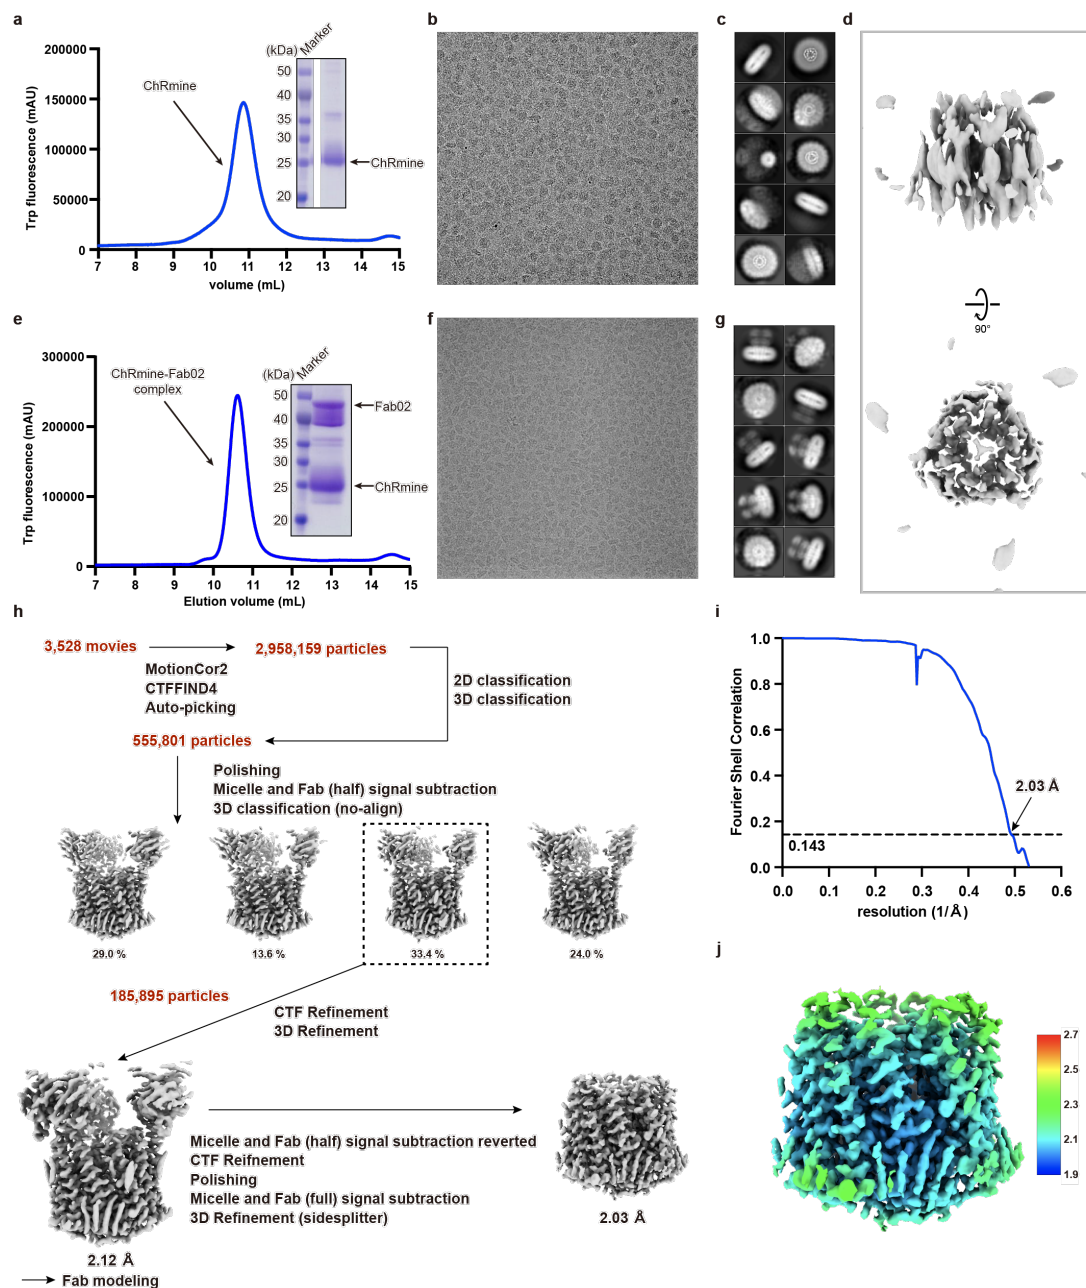 a
200000
150000
100000
50000
0
Trp fluorescence (mAU)
7 8 9 10 11 12 13 14 15
volume (mL)
ChRmine
(kDa) Marker
50
40
35
30
25
20
ChRmine
b
c
d
90°
e
300000
200000
100000
0
Trp fluorescence (mAU)
7 8 9 10 11 12 13 14 15
Elution volume (mL)
ChRmine-Fab02
complex
(kDa) Marker
50
40
35
30
25
20
Fab02
ChRmine
f
g
h
3,528 movies
2,958,159 particles
MotionCor2
CTFFIND4
Auto-picking
2D classification
3D classification
555,801 particles
Polishing
Micelle and Fab (half) signal subtraction
3D classification (no-align)
29.0 % 13.6 % 33.4 % 24.0 %
185,895 particles
CTF Refinement
3D Refinement
Micelle and Fab (half) signal subtraction reverted
CTF Reifnement
Polishing
Micelle and Fab (full) signal subtraction
3D Refinement (sidesplitter)
2.03 Å
2.12 Å
Fab modeling
i
1.0
0.8
0.6
0.4
0.2
0.0
Fourier Shell Correlation
2.03 Å
0.143
0.0 0.1 0.2 0.3 0.4 0.5 0.6
resolution (1/Å)
j
2.7
2.5
2.3
2.1
1.9